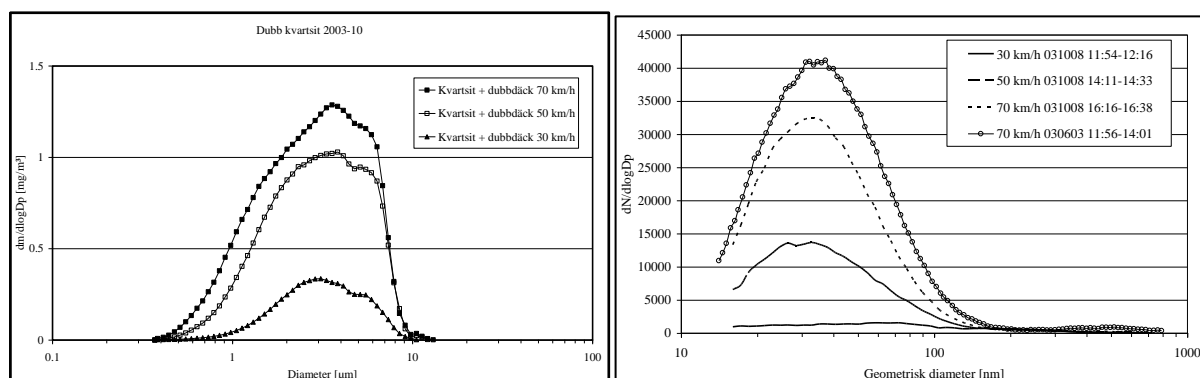 Dubb kvartsit 2003-10
dm/dlogDp [mg/m³]
1.5
1
0.5
0
0.1
1
10
100
Diameter [um]
Kvartsit + dubbdäck 70 km/h
Kvartsit + dubbdäck 50 km/h
Kvartsit + dubbdäck 30 km/h
dN/dlogDp
45000
40000
35000
30000
25000
20000
15000
10000
5000
0
10
100
1000
Geometrisk diameter [nm]
30 km/h 031008 11:54-12:16
50 km/h 031008 14:11-14:33
70 km/h 031008 16:16-16:38
70 km/h 030603 11:56-14:01